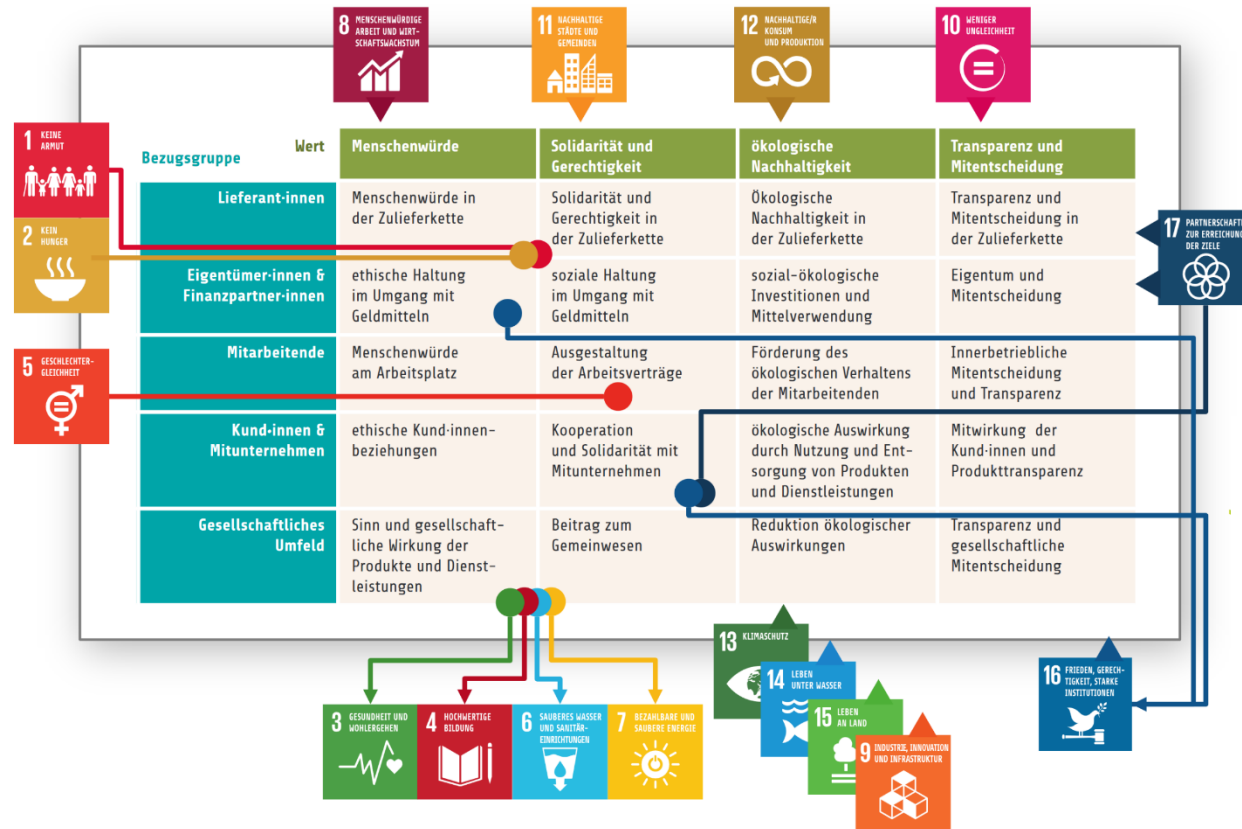 8 MENSCHENWÜRDIGE
ARBEIT UND WIRT-
SCHAFTSWACHSTUM
11 NACHHALTIGE
STÄDTE UND
GEMEINDEN
12 NACHHALTIGE/R
KONSUM
UND PRODUKTION
10 WENIGER
UNGLEICHHEIT
1 KEINE
ARMUT
2 KEIN
HUNGER
5 GESCHLECHTER-
GLEICHHEIT
17 PARTNERSCHAFTE
ZUR ERREICHUNG
DER ZIELE
Wert
Bezugsgruppe
Menschenwürde
Solidarität und
Gerechtigkeit
ökologische
Nachhaltigkeit
Transparenz und
Mitentscheidung
Lieferant·innen
Menschenwürde in
der Zulieferkette
Solidarität und
Gerechtigkeit in
der Zulieferkette
Ökologische
Nachhaltigkeit in
der Zulieferkette
Transparenz und
Mitentscheidung in
der Zulieferkette
Eigentümer·innen &
Finanzpartner·innen
ethische Haltung
im Umgang mit
Geldmitteln
soziale Haltung
im Umgang mit
Geldmitteln
sozial-ökologische
Investitionen und
Mittelverwendung
Eigentum und
Mitentscheidung
Mitarbeitende
Menschenwürde
am Arbeitsplatz
Ausgestaltung
der Arbeitsverträge
Förderung des
ökologischen Verhaltens
der Mitarbeitenden
Innerbetriebliche
Mitentscheidung
und Transparenz
Kund·innen &
Mitunternehmen
ethische Kund·innen-
beziehungen
Kooperation
und Solidarität mit
Mitunternehmen
ökologische Auswirkung
durch Nutzung und Ent-
sorgung von Produkten
und Dienstleistungen
Mitwirkung der
Kund·innen und
Produkttransparenz
Gesellschaftliches
Umfeld
Sinn und gesellschaft-
liche Wirkung der
Produkte und Dienst-
leistungen
Beitrag zum
Gemeinwesen
Reduktion ökologischer
Auswirkungen
Transparenz und
gesellschaftliche
Mitentscheidung
3 GESUNDHEIT UND
WOHLERGEHEN
4 HOCHWERTIGE
BILDUNG
6 SAUBERES WASSER
UND SANITÄR-
EINRICHTUNGEN
7 BEZAHLBARE UND
SAUBERE ENERGIE
13 KLIMASCHUTZ
14 LEBEN
UNTER WASSER
15 LEBEN
AN LAND
9 INDUSTRIE, INNOVATION
UND INFRASTRUKTUR
16 FRIEDEN, GERECH-
TIGKEIT, STARKE
INSTITUTIONEN